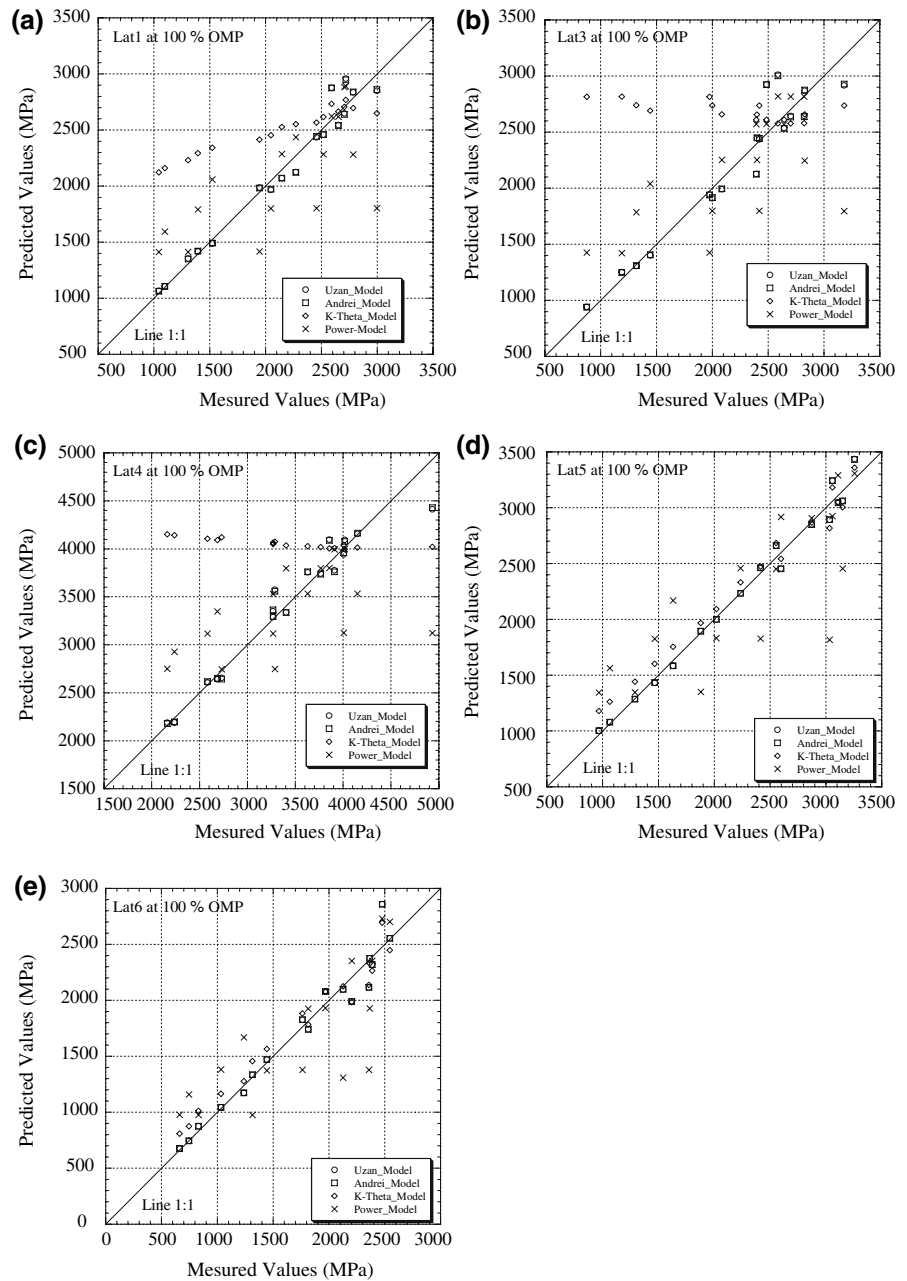 (a)
Lat1 at 100 % OMP
3500
3000
2500
2000
1500
1000
500
Predicted Values (MPa)
Uzan_Model
Andrei_Model
K-Theta_Model
Power-Model
Line 1:1
500 1000 1500 2000 2500 3000 3500
Mesured Values (MPa)
(b)
Lat3 at 100 % OMP
3500
3000
2500
2000
1500
1000
500
Predicted Values (MPa)
Uzan_Model
Andrei_Model
K-Theta_Model
Power_Model
Line 1:1
500 1000 1500 2000 2500 3000 3500
Mesured Values (MPa)
(c)
Lat4 at 100 % OMP
5000
4500
4000
3500
3000
2500
2000
1500
Predicted Values (MPa)
Uzan_Model
Andrei_Model
K-Theta_Model
Power_Model
Line 1:1
1500 2000 2500 3000 3500 4000 4500 5000
Mesured Values (MPa)
(d)
Lat5 at 100 % OMP
3500
3000
2500
2000
1500
1000
500
Predicted Values (MPa)
Uzan_Model
Andrei_Model
K-Theta_Model
Power_Model
Line 1:1
500 1000 1500 2000 2500 3000 3500
Mesured Values (MPa)
(e)
Lat6 at 100 % OMP
3000
2500
2000
1500
1000
500
0
Predicted Values (MPa)
Uzan_Model
Andrei_Model
K-Theta_Model
Power_Model
Line 1:1
0 500 1000 1500 2000 2500 3000
Mesured Values (MPa)